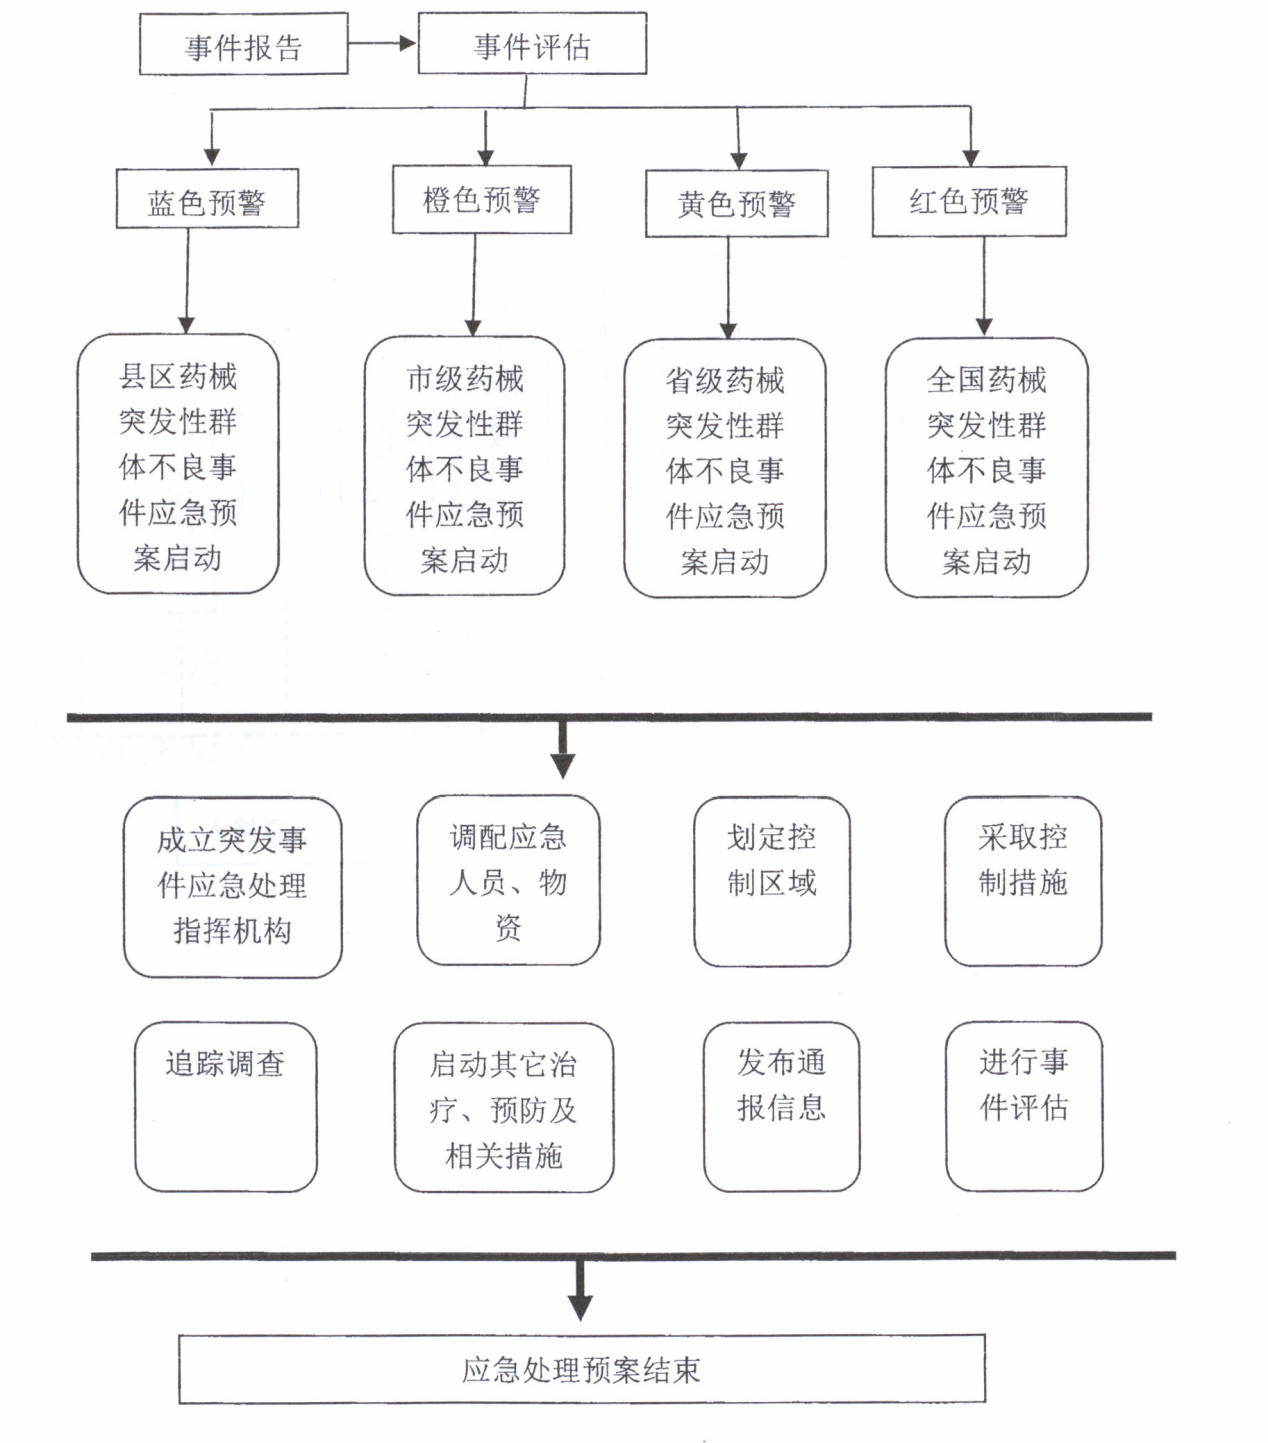 事件报告
事件评估
蓝色预警
橙色预警
黄色预警
红色预警
县区药械
突发性群
体不良事
件应急预
案启动
市级药械
突发性群
体不良事
件应急预
案启动
省级药械
突发性群
体不良事
件应急预
案启动
全国药械
突发性群
体不良事
件应急预
案启动
成立突发事
件应急处理
指挥机构
调配应急
人员、物
资
划定控
制区域
采取控
制措施
追踪调查
启动其它治
疗、预防及
相关措施
发布通
报信息
进行事
件评估
应急处理预案结束